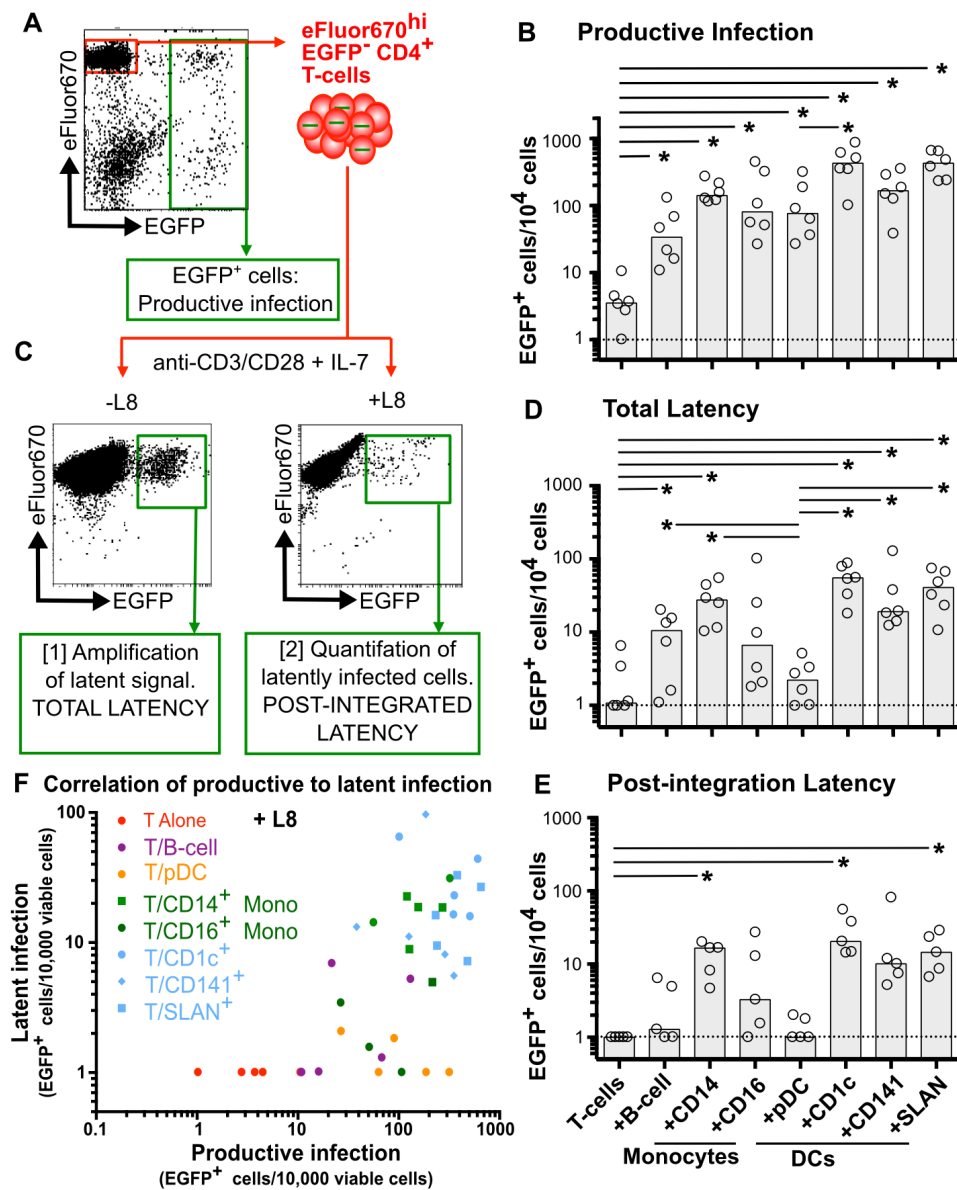 A
eFluor670hi
EGFP- CD4+
T-cells
eFluor670
EGFP
EGFP+ cells:
Productive infection
B Productive Infection
EGFP+ cells/10^4 cells
1000
100
10
1
* * * * * * * *
C
anti-CD3/CD28 + IL-7
-L8
+L8
eFluor670
EGFP
eFluor670
EGFP
[1] Amplification
of latent signal.
TOTAL LATENCY
[2] Quantifation of
latently infected cells.
POST-INTEGRATED
LATENCY
D Total Latency
EGFP+ cells/10^4 cells
1000
100
10
1
* * * * * * * * * *
E Post-integration Latency
EGFP+ cells/10^4 cells
1000
100
10
1
* * *
T-cells
+B-cell
+CD14
+CD16
+pDC
+CD1c
+CD141
+SLAN
Monocytes
DCs
F Correlation of productive to latent infection
+ L8
T Alone
T/B-cell
T/pDC
T/CD14+ Mono
T/CD16+ Mono
T/CD1c+
T/CD141+
T/SLAN+
Latent infection
(EGFP+ cells/10,000 viable cells)
100
10
1
0.1 1 10 100 1000
Productive infection
(EGFP+ cells/10,000 viable cells)